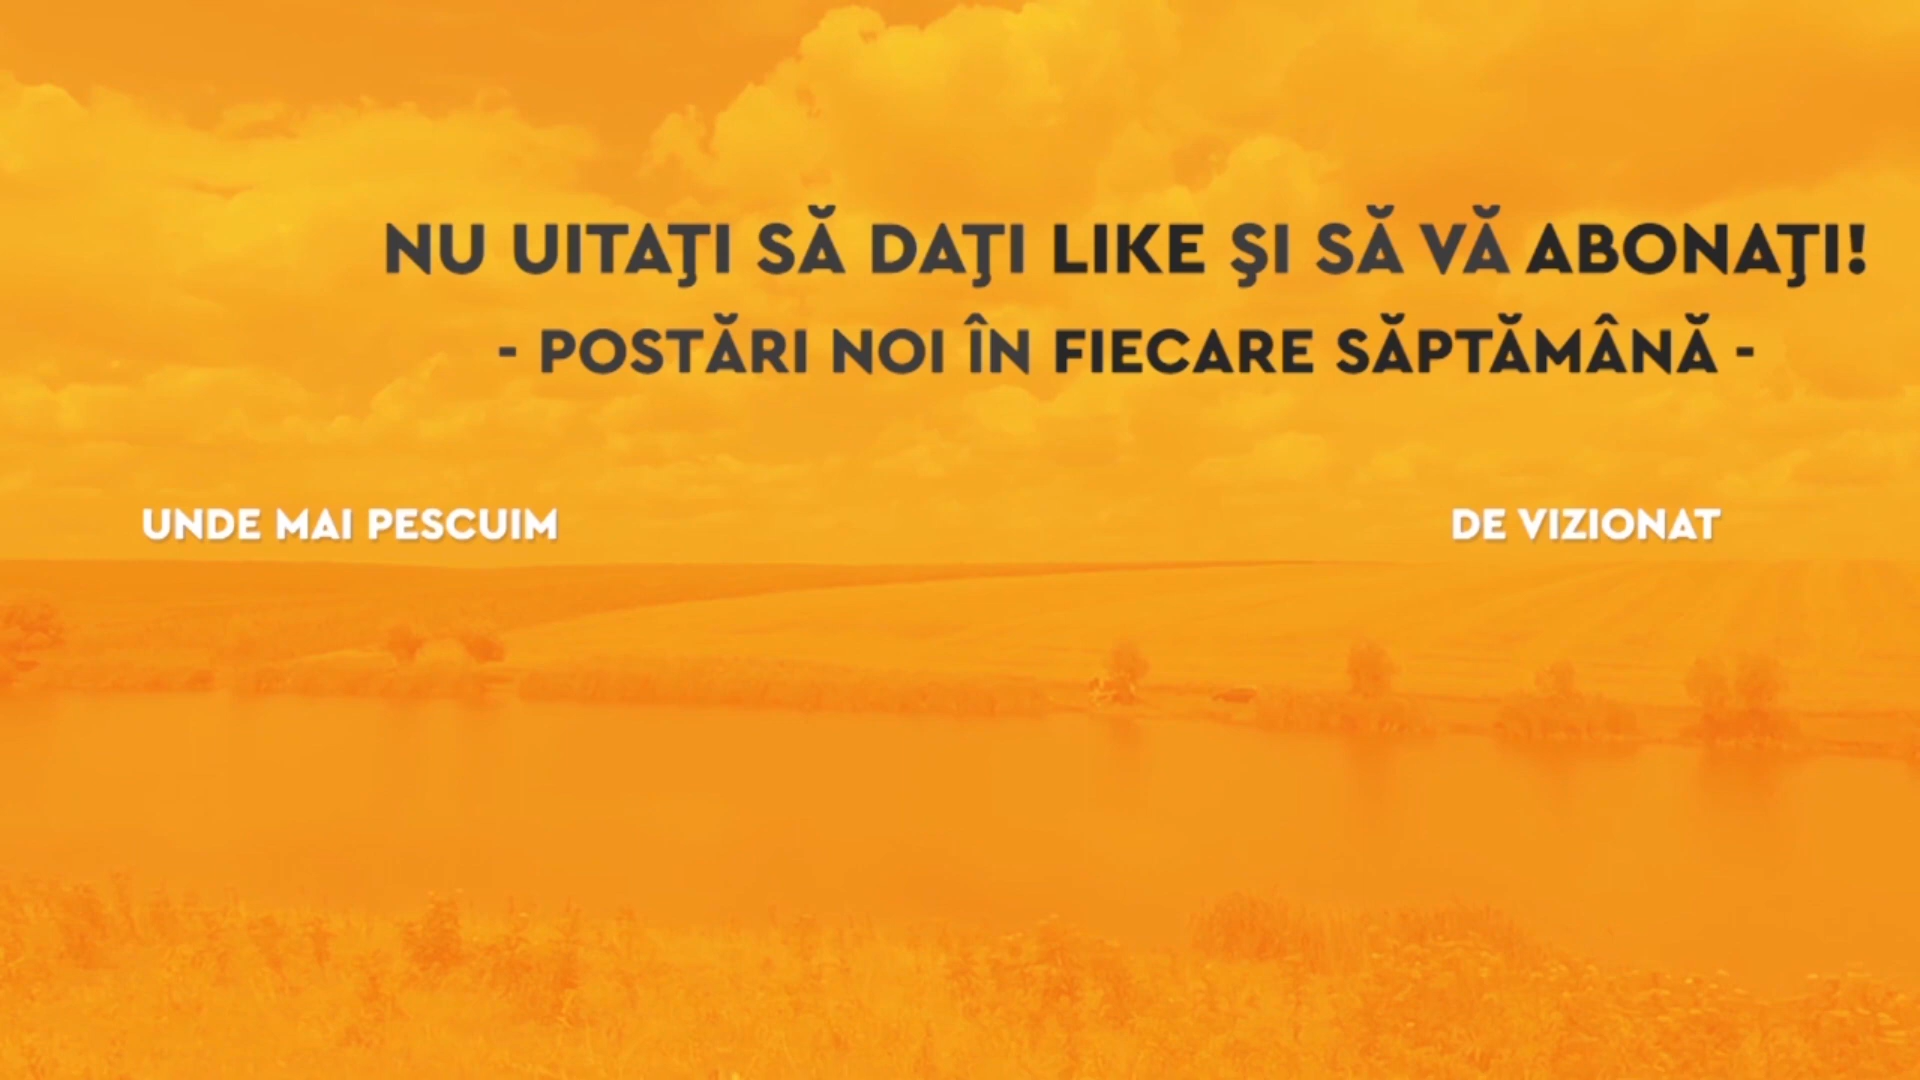 NU UITAŢI SĂ DAŢI LIKE ŞI SĂ VĂ ABONAŢI!
- POSTĂRI NOI ÎN FIECARE SĂPTĂMÂNĂ -
UNDE MAI PESCUIM
DE VIZIONAT